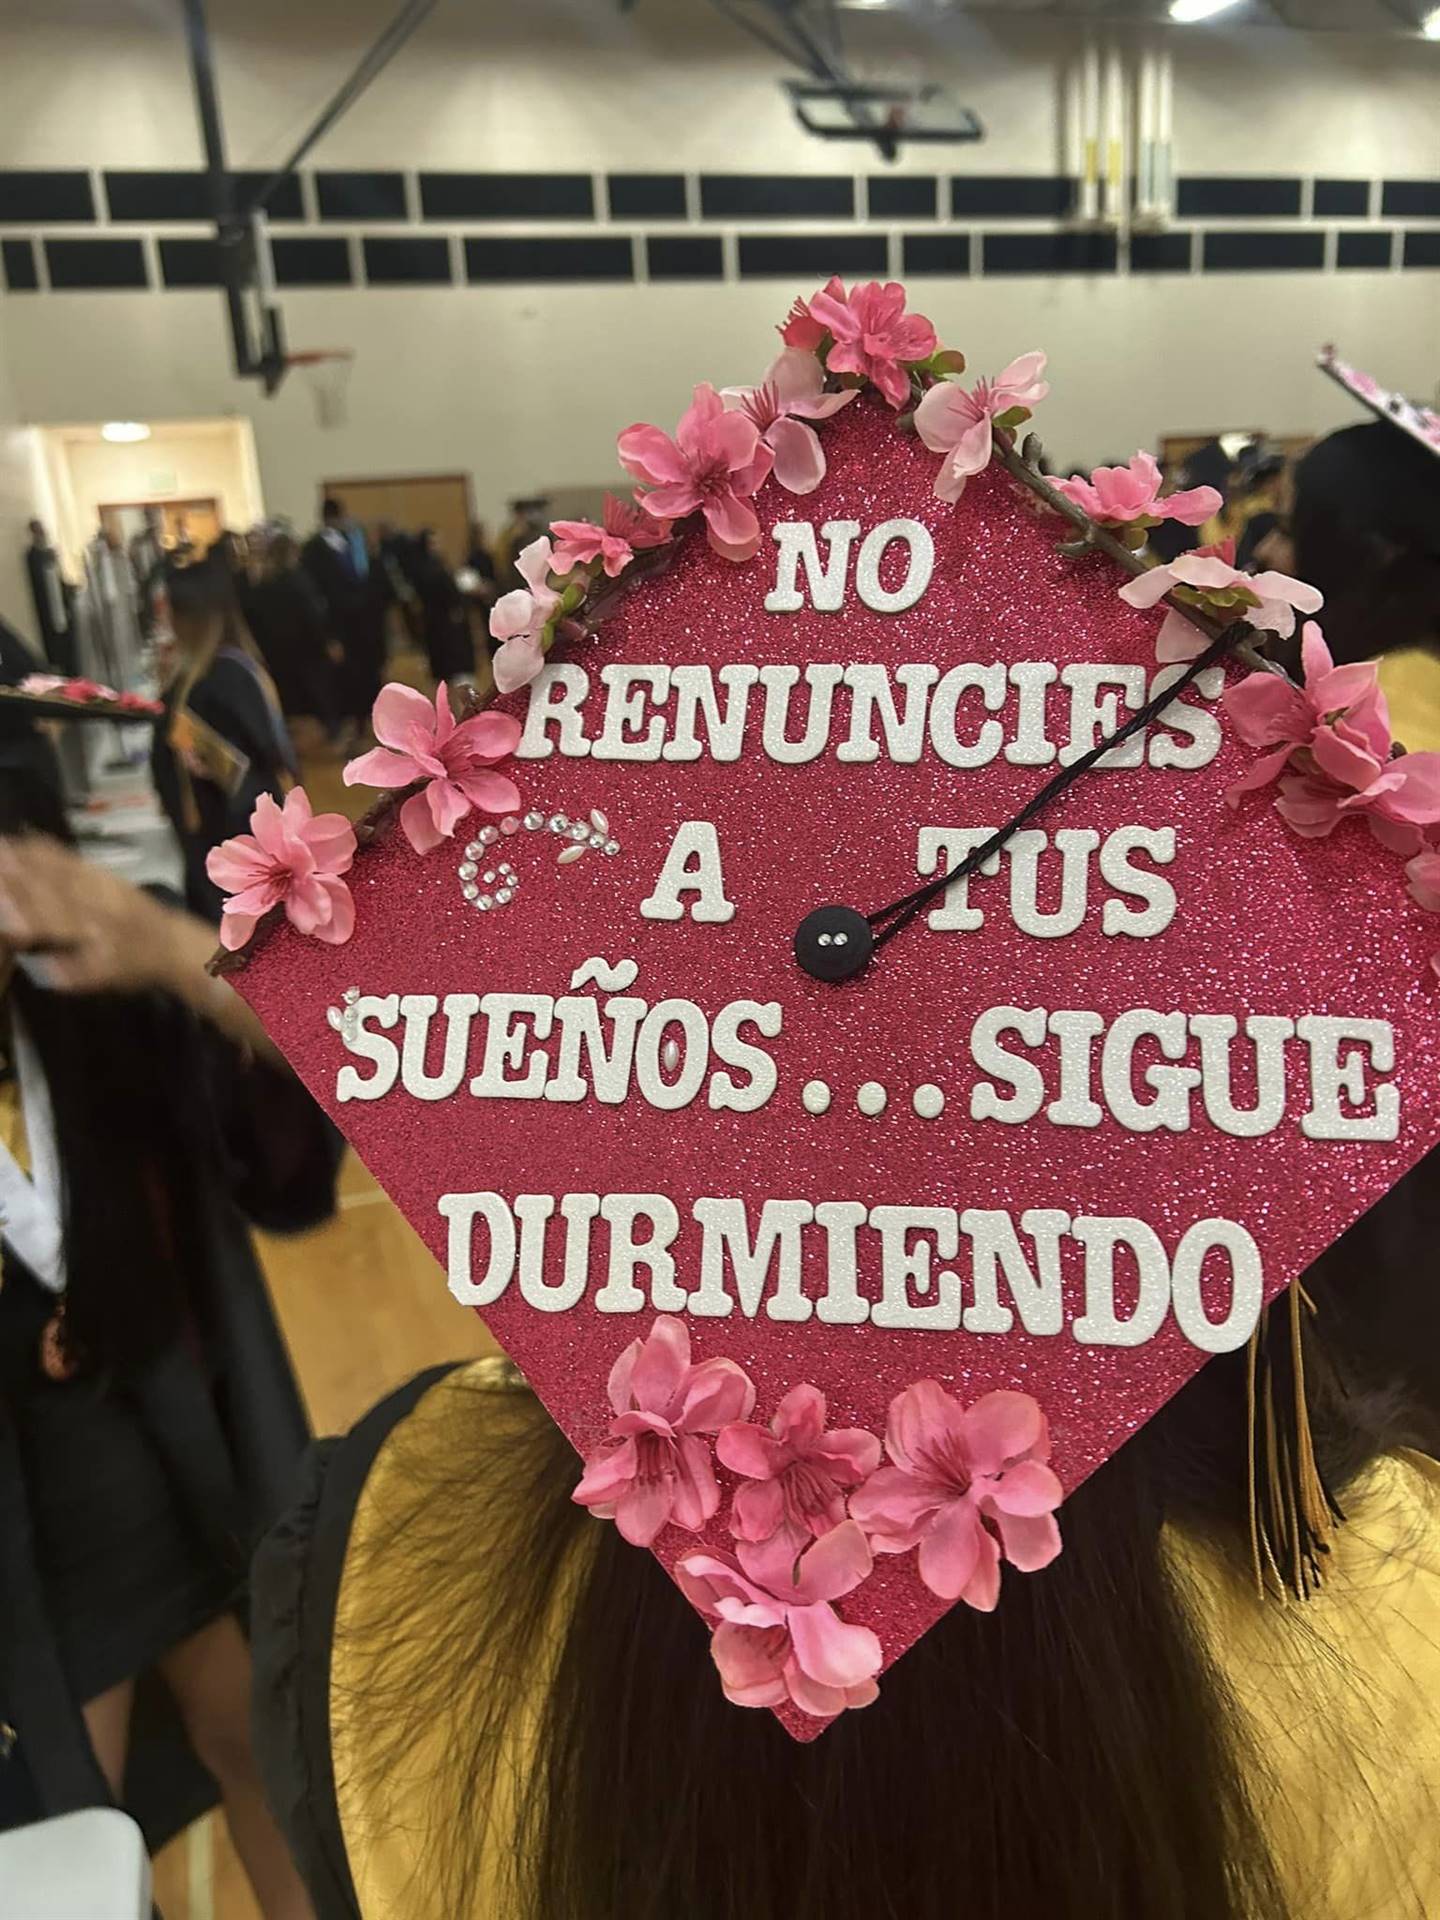 NO
RENUNCIES
A TUS
SUEÑOS...SIGUE
DURMIENDO